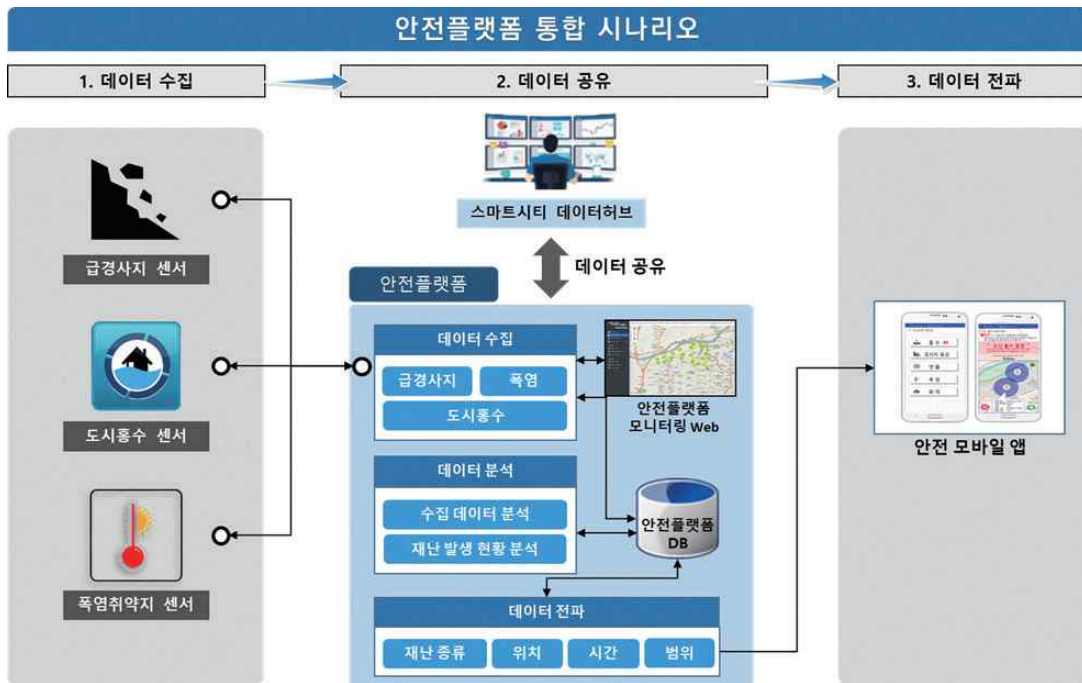 안전플랫폼 통합 시나리오
1. 데이터 수집
2. 데이터 공유
3. 데이터 전파
급경사지 센서
도시홍수 센서
폭염취약지 센서
스마트시티 데이터허브
데이터 공유
안전플랫폼
데이터 수집
급경사지
폭염
도시홍수
안전플랫폼
모니터링 Web
데이터 분석
수집 데이터 분석
재난 발생 현황 분석
안전플랫폼
DB
데이터 전파
재난 종류
위치
시간
범위
안전 모바일 앱